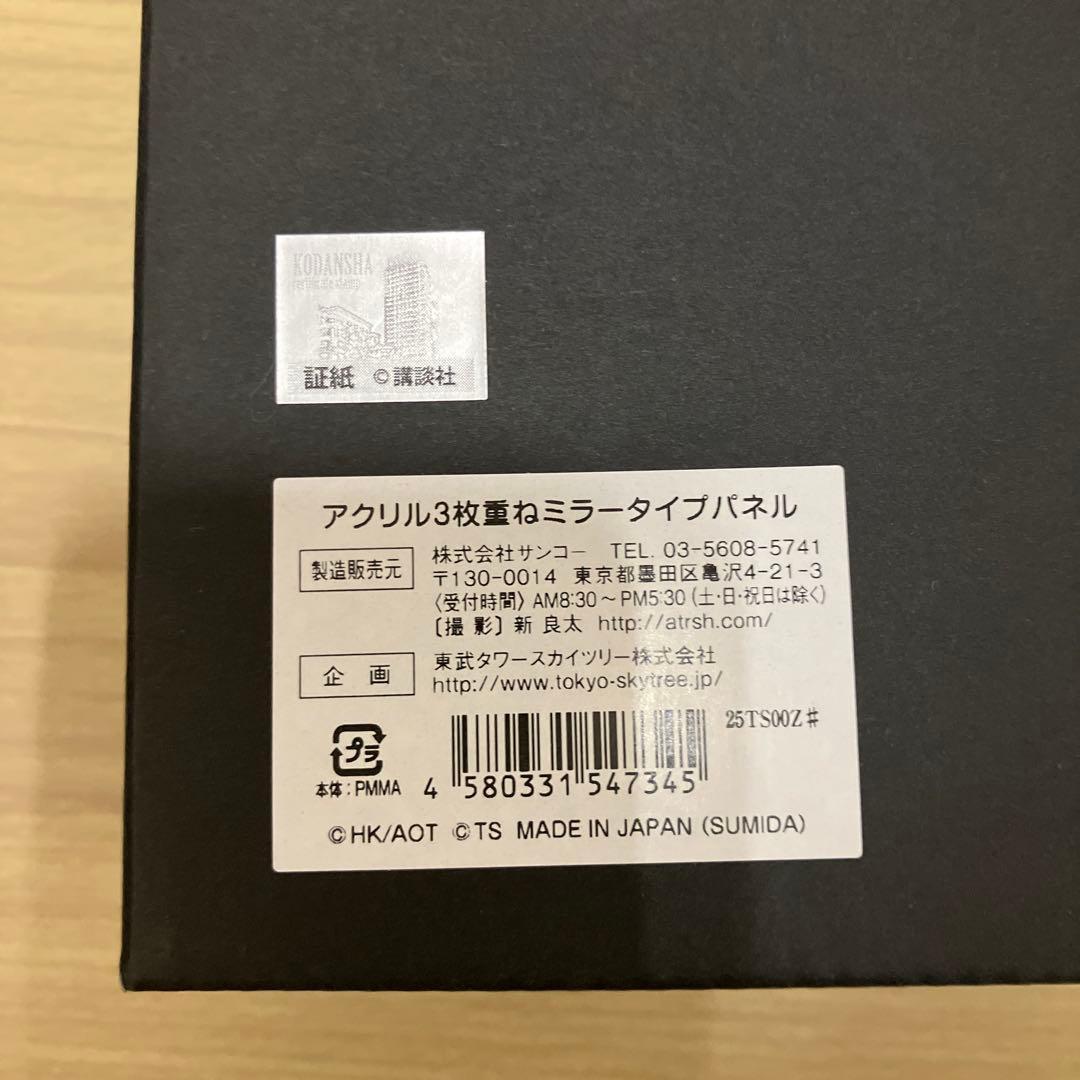 KODANSHA
証紙 ©講談社
アクリル3枚重ねミラータイプパネル
製造販売元 株式会社サンコー TEL. 03-5608-5741
〒130-0014 東京都墨田区亀沢4-21-3
〈受付時間〉AM8:30～PM5:30（土・日・祝日は除く）
〔撮 影〕新 良太 http://atrsh.com/
企 画 東武タワースカイツリー株式会社
http://www.tokyo-skytree.jp/
25TS00Z#
プラ
本体：PMMA 4 580331 547345
©HK/AOT ©TS MADE IN JAPAN (SUMIDA)